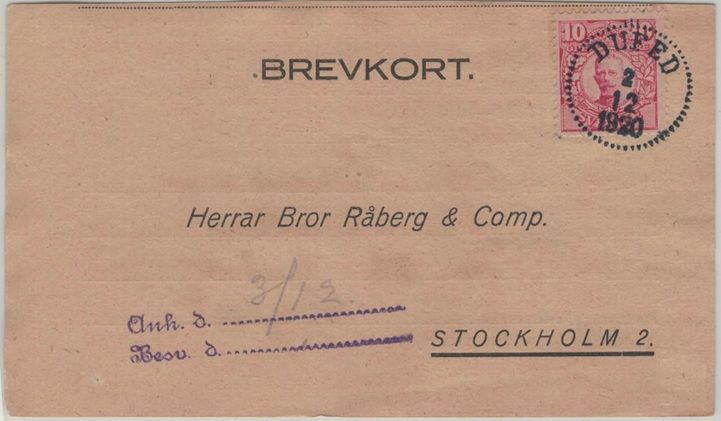 10
DUFED
2
12
1920
BREVKORT.
Herrar Bror Råberg & Comp.
3/12.
Ank. d.
Besv. d.
STOCKHOLM 2.